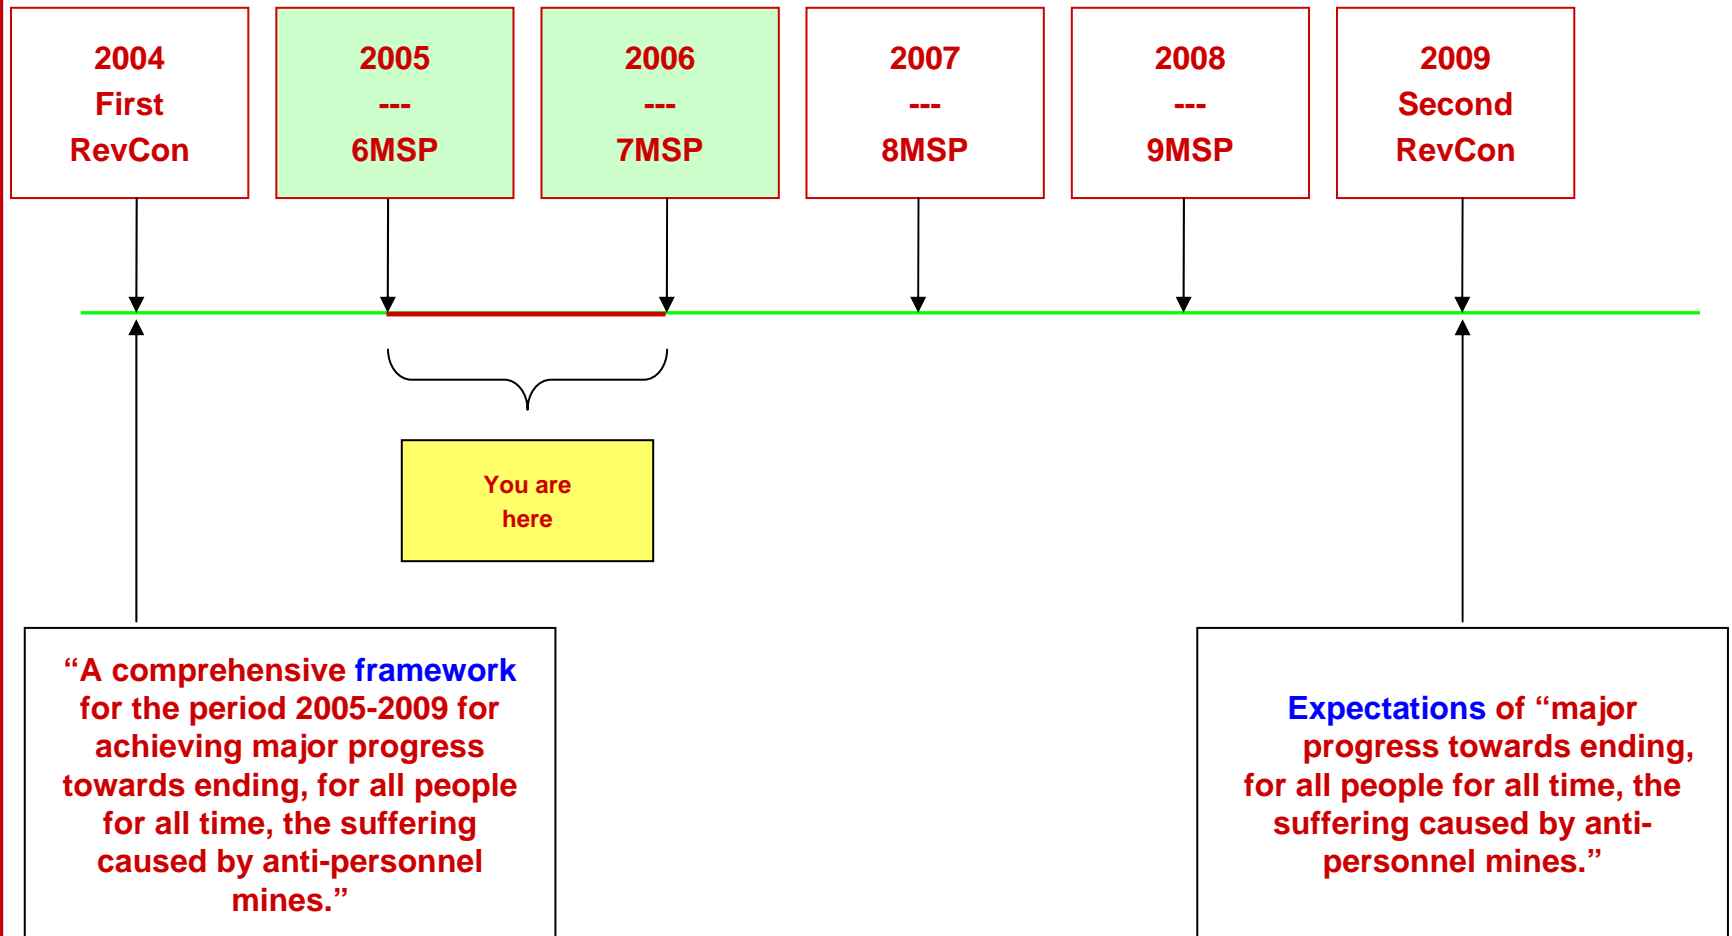 2004
First
RevCon
2005
---
6MSP
2006
---
7MSP
2007
---
8MSP
2008
---
9MSP
2009
Second
RevCon
You are
here
“A comprehensive framework
for the period 2005-2009 for
achieving major progress
towards ending, for all people
for all time, the suffering
caused by anti-personnel
mines.”
Expectations of “major
progress towards ending,
for all people for all time, the
suffering caused by anti-
personnel mines.”